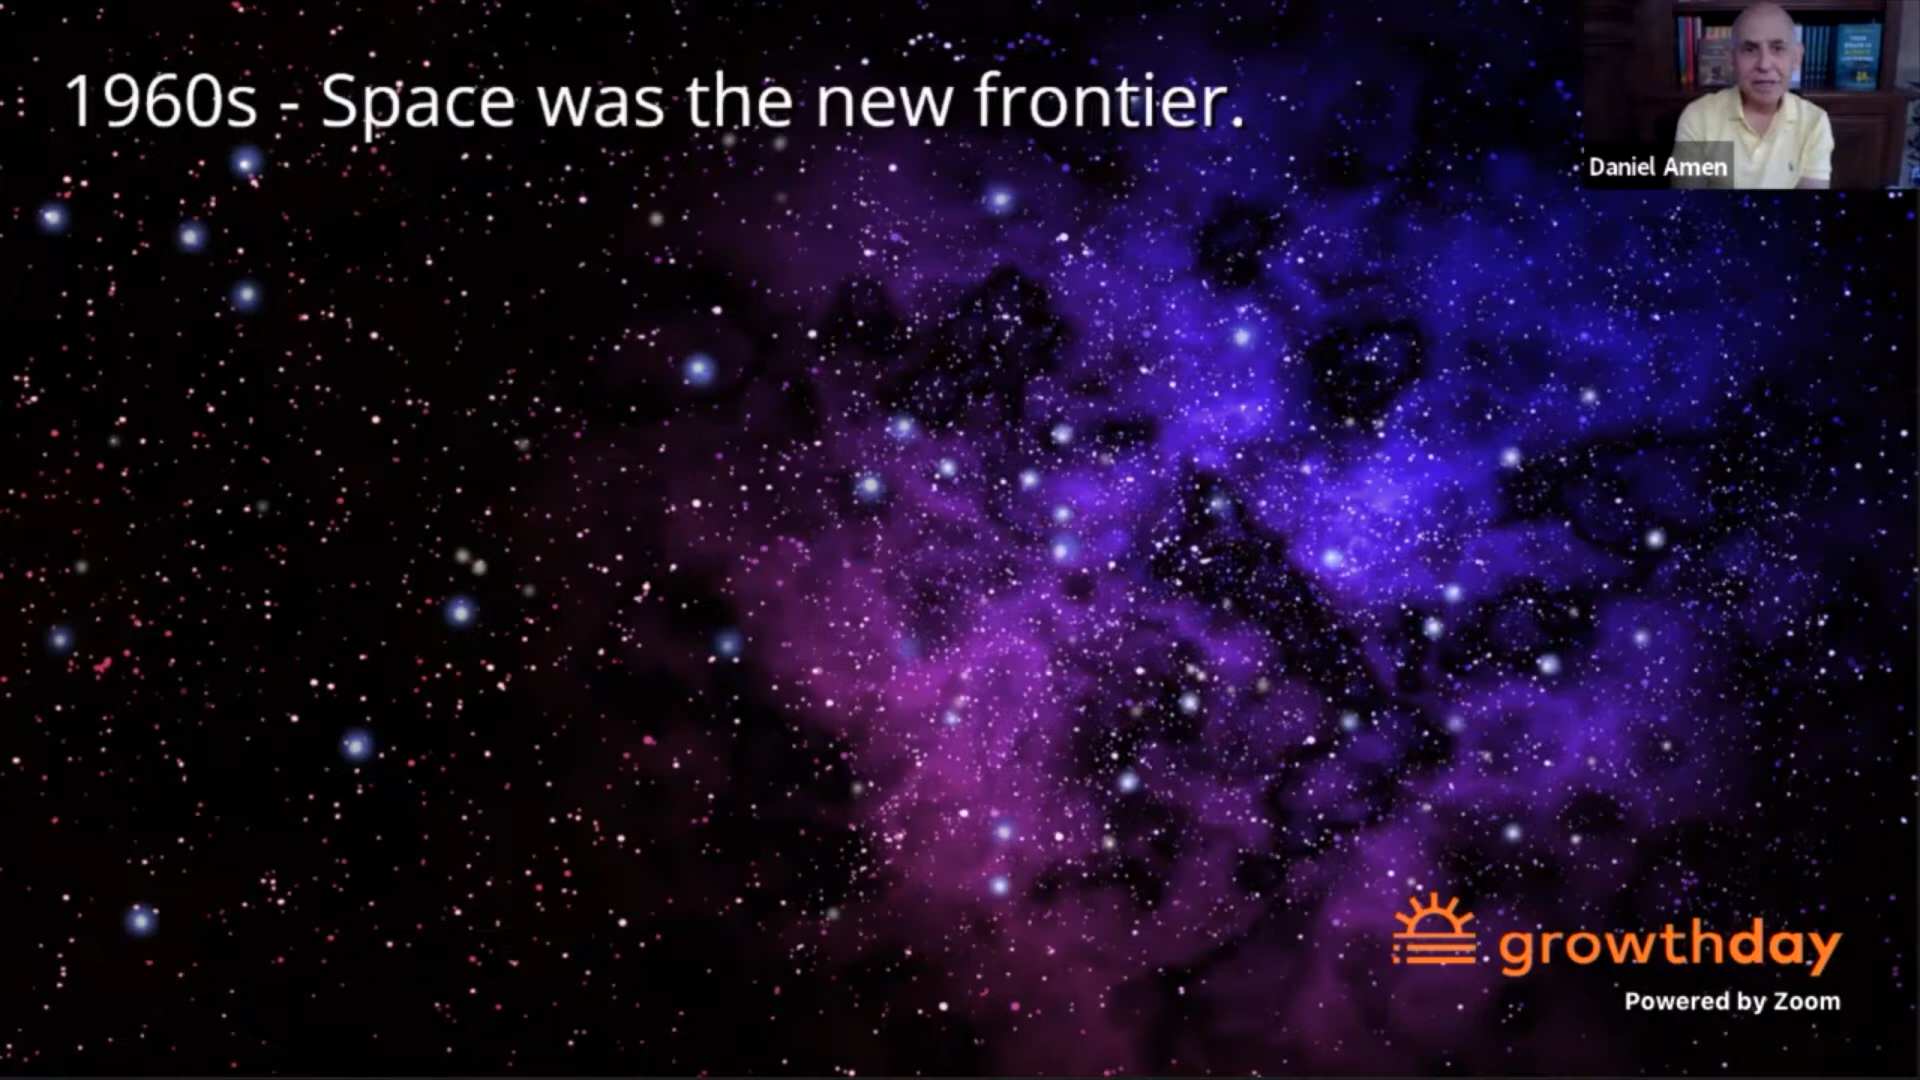 1960s - Space was the new frontier.
Daniel Amen
growthday
Powered by Zoom